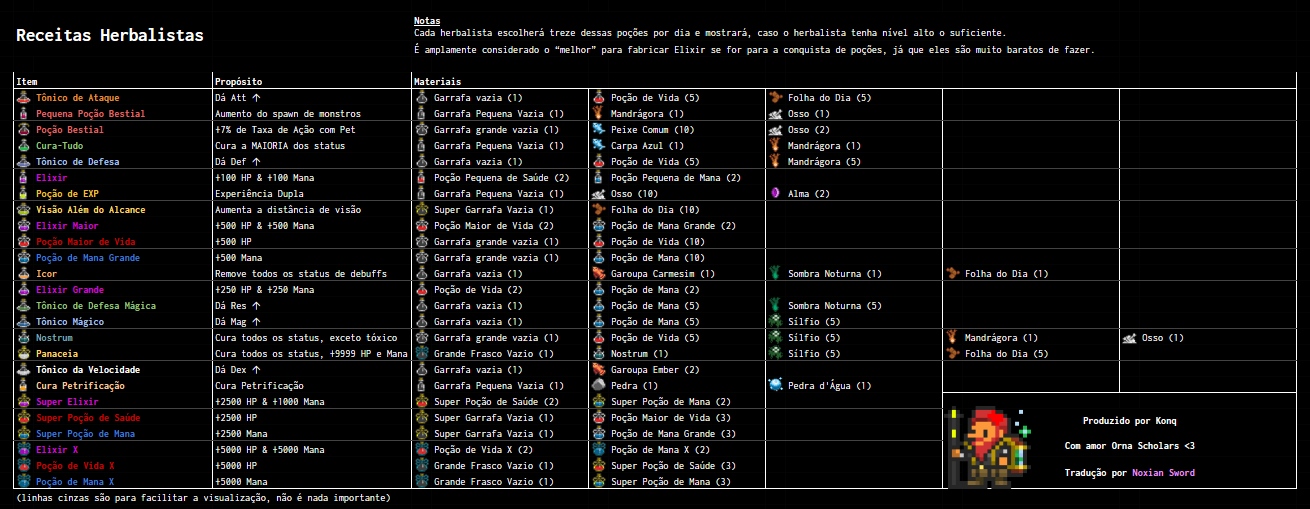 Receitas Herbalistas
Notas
Cada herbalista escolherá treze dessas poções por dia e mostrará, caso o herbalista tenha nível alto o suficiente.
É amplamente considerado o “melhor” para fabricar Elixir se for para a conquista de poções, já que eles são muito baratos de fazer.
Item Propósito Materiais
Tônico de Ataque Dá Att ↑ Garrafa vazia (1) Poção de Vida (5) Folha do Dia (5)
Pequena Poção Bestial Aumento do spawn de monstros Garrafa Pequena Vazia (1) Mandrágora (1) Osso (1)
Poção Bestial +7% de Taxa de Ação com Pet Garrafa grande vazia (1) Peixe Comum (10) Osso (2)
Cura-Tudo Cura a MAIORIA dos status Garrafa Pequena Vazia (1) Carpa Azul (1) Mandrágora (1)
Tônico de Defesa Dá Def ↑ Garrafa vazia (1) Poção de Vida (5) Mandrágora (5)
Elixir +100 HP & +100 Mana Poção Pequena de Saúde (2) Poção Pequena de Mana (2)
Poção de EXP Experiência Dupla Garrafa Pequena Vazia (1) Osso (10) Alma (2)
Visão Além do Alcance Aumenta a distância de visão Super Garrafa Vazia (1) Folha do Dia (10)
Elixir Maior +500 HP & +500 Mana Poção Maior de Vida (2) Poção de Mana Grande (2)
Poção Maior de Vida +500 HP Garrafa grande vazia (1) Poção de Vida (10)
Poção de Mana Grande +500 Mana Garrafa grande vazia (1) Poção de Mana (10)
Icor Remove todos os status de debuffs Garrafa vazia (1) Garoupa Carmesim (1) Sombra Noturna (1) Folha do Dia (1)
Elixir Grande +250 HP & +250 Mana Poção de Vida (2) Poção de Mana (2)
Tônico de Defesa Mágica Dá Res ↑ Garrafa vazia (1) Poção de Mana (5) Sombra Noturna (5)
Tônico Mágico Dá Mag ↑ Garrafa vazia (1) Poção de Mana (5) Sílfio (5)
Nostrum Cura todos os status, exceto tóxico Garrafa grande vazia (1) Poção de Vida (5) Sílfio (5) Mandrágora (1) Osso (1)
Panaceia Cura todos os status, +9999 HP e Mana Grande Frasco Vazio (1) Nostrum (1) Sílfio (5) Folha do Dia (5)
Tônico da Velocidade Dá Dex ↑ Garrafa vazia (1) Garoupa Ember (2)
Cura Petrificação Cura Petrificação Garrafa Pequena Vazia (1) Pedra (1) Pedra d'Água (1)
Super Elixir +2500 HP & +1000 Mana Super Poção de Saúde (2) Super Poção de Mana (2)
Super Poção de Saúde +2500 HP Super Garrafa Vazia (1) Poção Maior de Vida (3)
Super Poção de Mana +2500 Mana Super Garrafa Vazia (1) Poção de Mana Grande (3)
Elixir X +5000 HP & +5000 Mana Poção de Vida X (2) Poção de Mana X (2)
Poção de Vida X +5000 HP Grande Frasco Vazio (1) Super Poção de Saúde (3)
Poção de Mana X +5000 Mana Grande Frasco Vazio (1) Super Poção de Mana (3)
Produzido por Konq
Com amor Orna Scholars <3
Tradução por Noxian Sword
(linhas cinzas são para facilitar a visualização, não é nada importante)